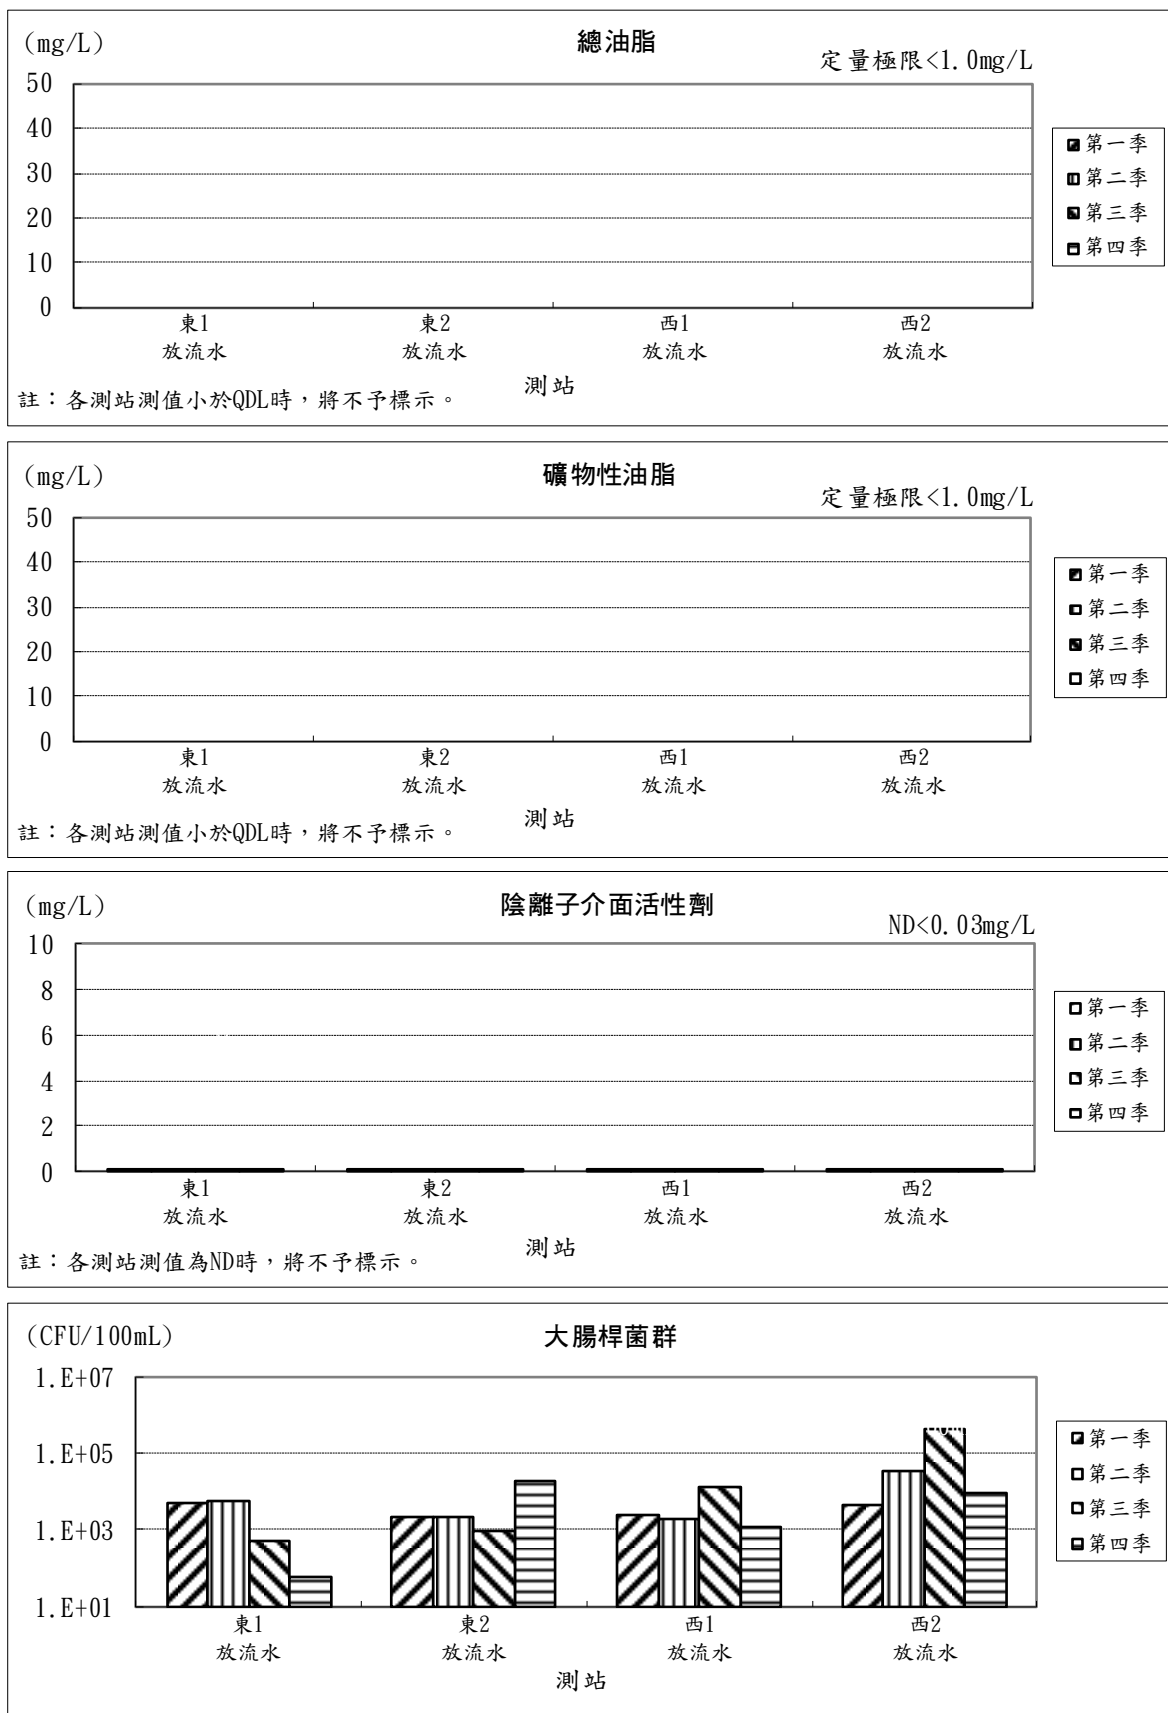 (mg/L)
總油脂
定量極限<1.0mg/L
50
40
30
20
10
0
東1 東2 西1 西2
放流水 放流水 放流水 放流水
測站
註：各測站測值小於QDL時，將不予標示。
第一季
第二季
第三季
第四季
(mg/L)
礦物性油脂
定量極限<1.0mg/L
50
40
30
20
10
0
東1 東2 西1 西2
放流水 放流水 放流水 放流水
測站
註：各測站測值小於QDL時，將不予標示。
第一季
第二季
第三季
第四季
(mg/L)
陰離子介面活性劑
ND<0.03mg/L
10
8
6
4
2
0
東1 東2 西1 西2
放流水 放流水 放流水 放流水
測站
註：各測站測值為ND時，將不予標示。
第一季
第二季
第三季
第四季
(CFU/100mL)
大腸桿菌群
1.E+07
1.E+05
1.E+03
1.E+01
東1 東2 西1 西2
放流水 放流水 放流水 放流水
測站
第一季
第二季
第三季
第四季